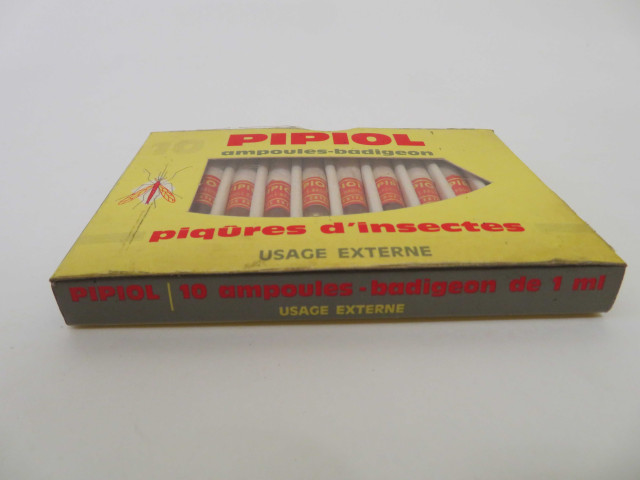 PIPIOL
10
ampoules-badigeon
piqûres d'insectes
USAGE EXTERNE
PIPIOL | 10 ampoules-badigeon de 1 ml
USAGE EXTERNE